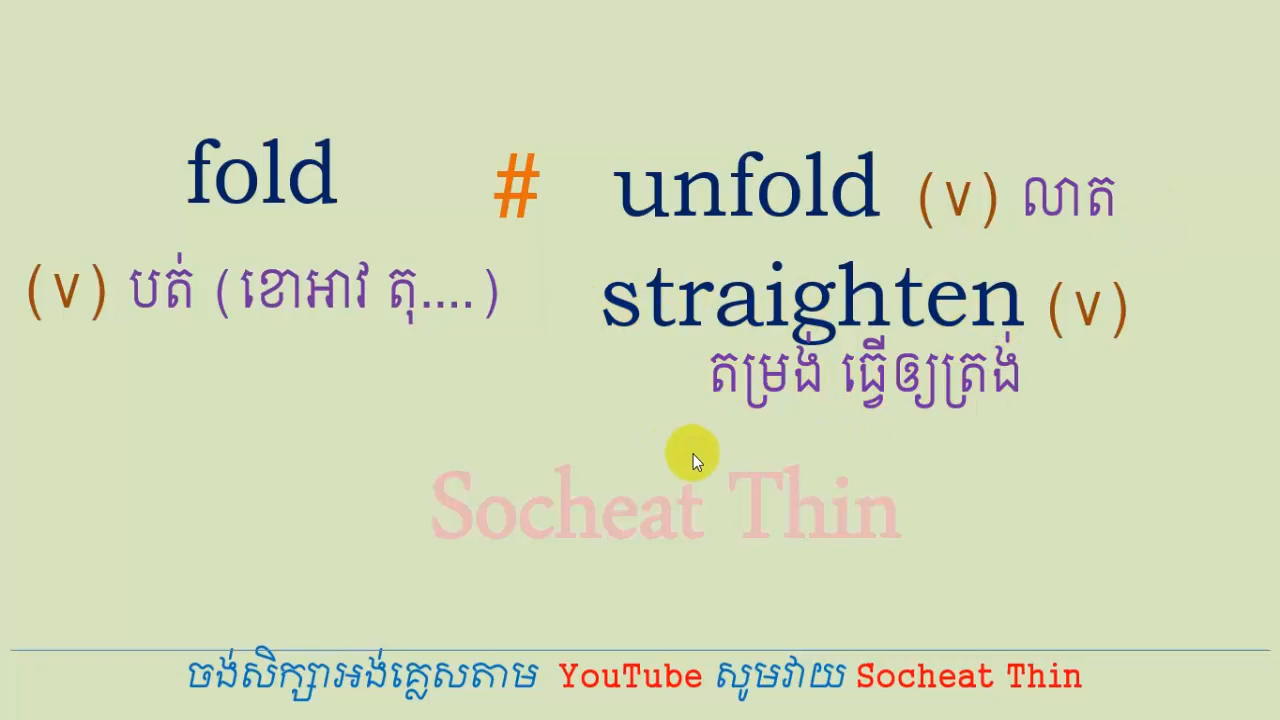 fold # unfold (v) លាត
(v) បត់ (ខោអាវ តុ....)
straighten (v)
តម្រង់ ធ្វើឲ្យត្រង់
Socheat Thin
ចង់សិក្សាអង់គ្លេសតាម YouTube សូមវាយ Socheat Thin